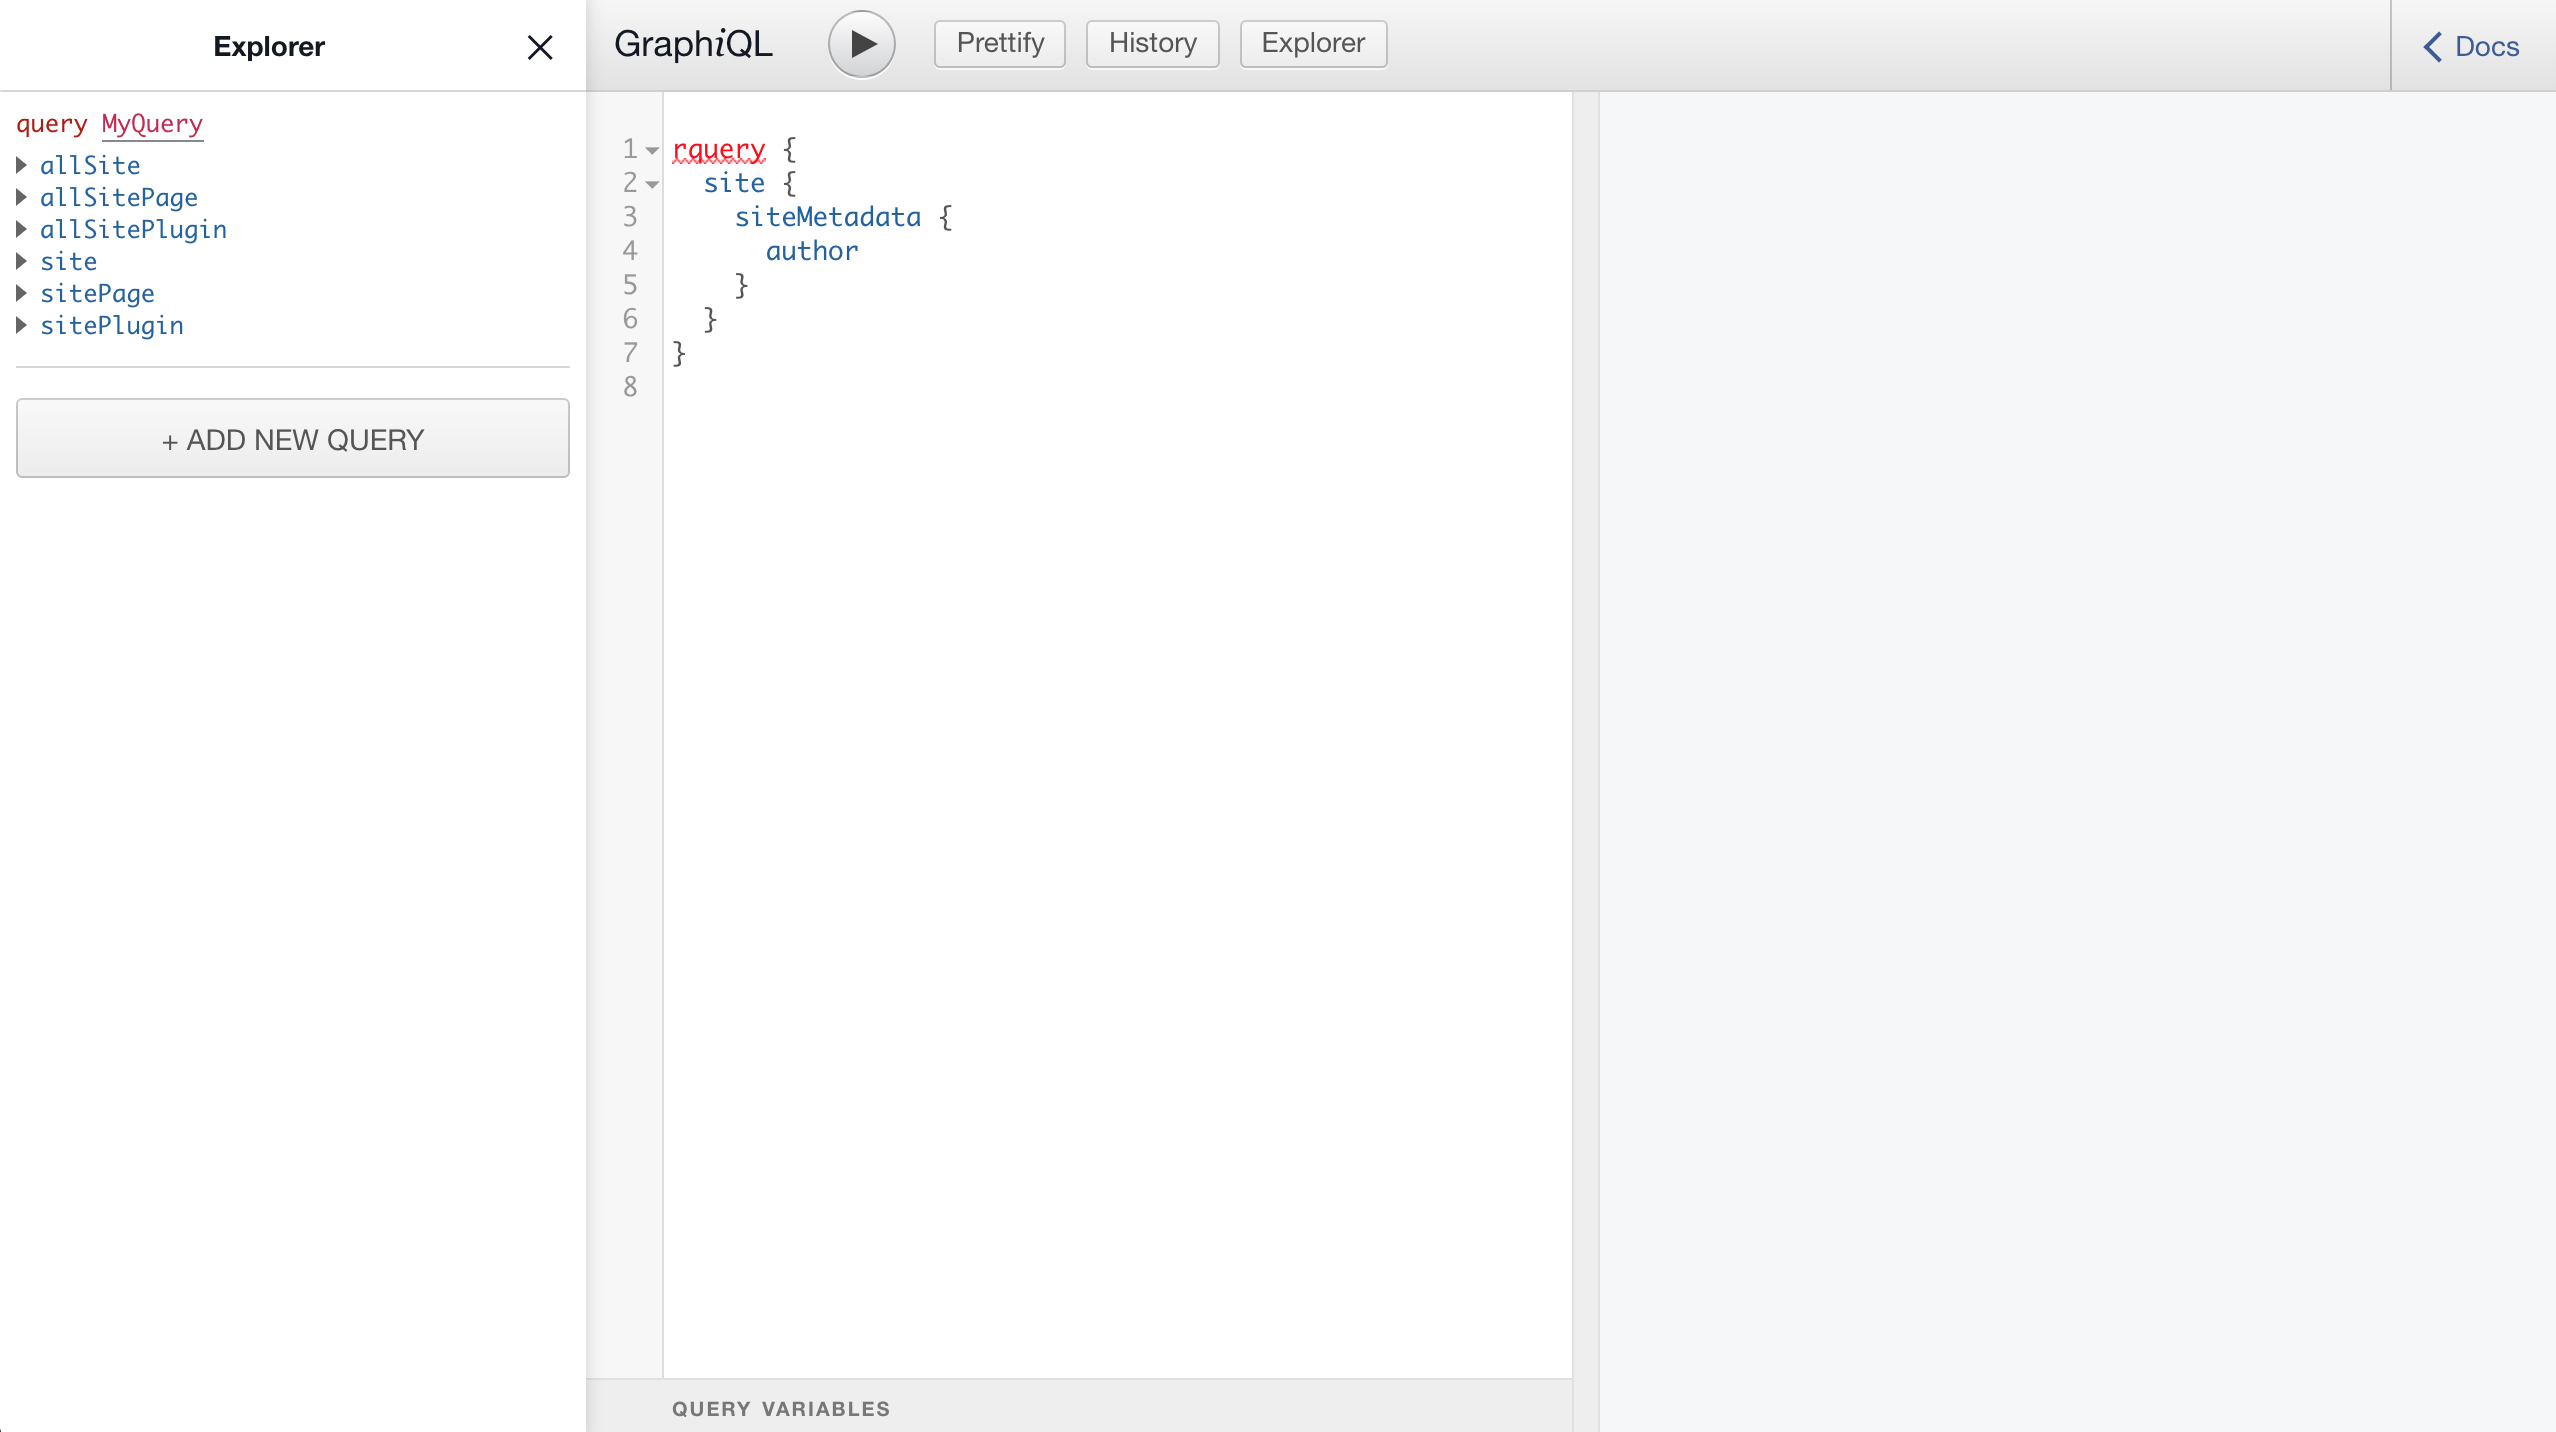 Explorer
GraphiQL
Prettify
History
Explorer
Docs
query MyQuery
allSite
allSitePage
allSitePlugin
site
sitePage
sitePlugin
+ ADD NEW QUERY
1 rquery {
2 site {
3 siteMetadata {
4 author
5 }
6 }
7 }
8
QUERY VARIABLES